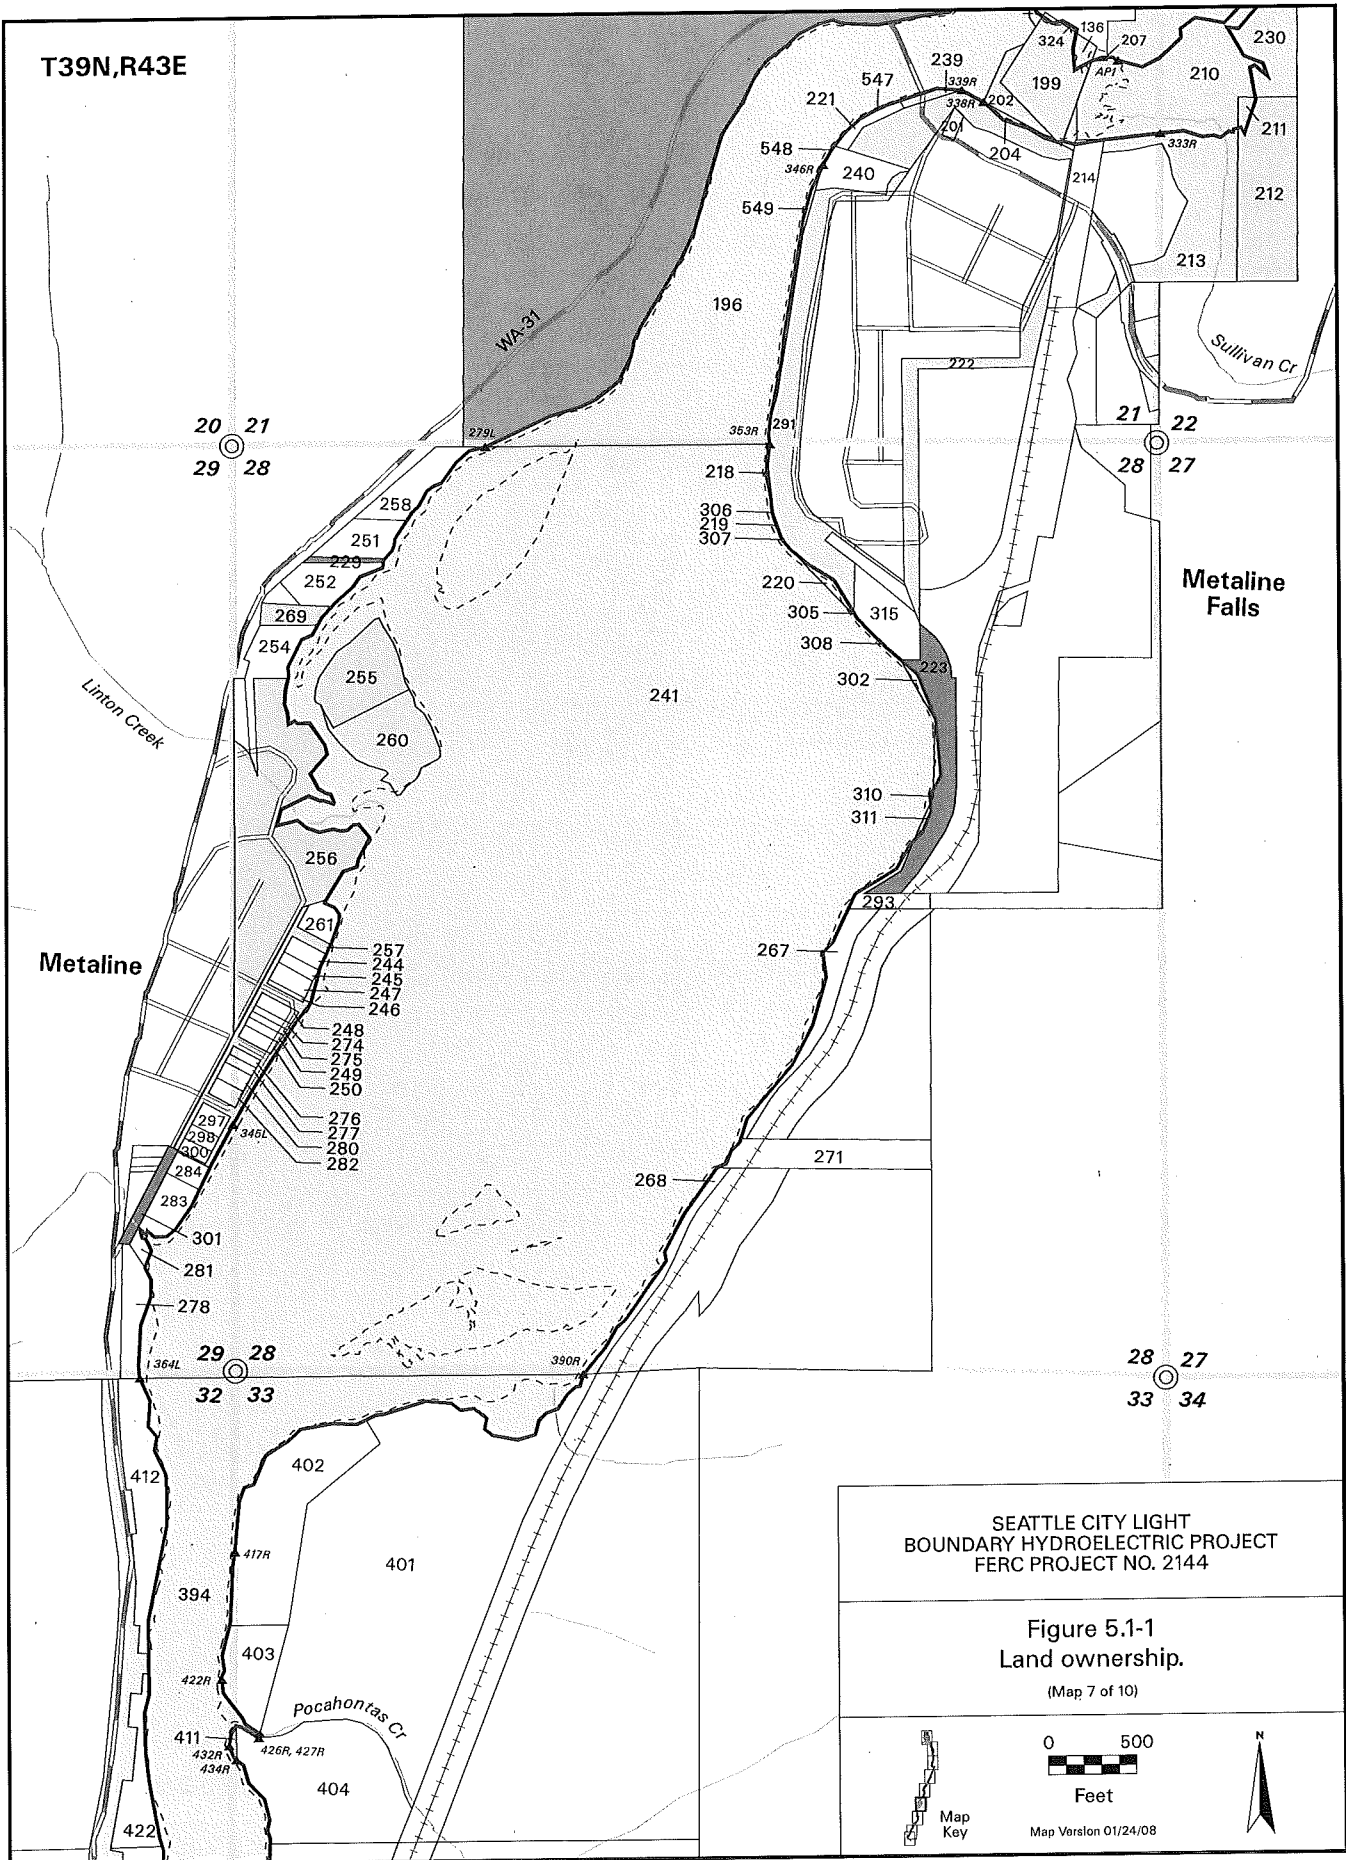 T39N,R43E
324
136
207
230
AP1
210
239
339R
547
199
221
338R
202
211
201
548
204
333R
346R
240
214
212
549
213
196
WA-31
Sullivan Cr
222
20 21
29 28
279L
353R
291
21 22
28 27
218
258
306
219
307
251
229
252
220
269
305
315
308
254
Metaline
Falls
223
302
255
241
Linton Creek
260
310
311
256
293
261
257
244
245
247
246
267
Metaline
248
274
275
249
250
276
277
280
282
297
298
300
345L
284
283
271
268
301
281
278
29 28
32 33
364L
390R
28 27
33 34
402
412
417R
401
394
403
422R
Pocahontas Cr
411
432R
426R, 427R
434R
404
422
SEATTLE CITY LIGHT
BOUNDARY HYDROELECTRIC PROJECT
FERC PROJECT NO. 2144
Figure 5.1-1
Land ownership.
(Map 7 of 10)
0 500
Feet
Map Version 01/24/08
Map
Key
N